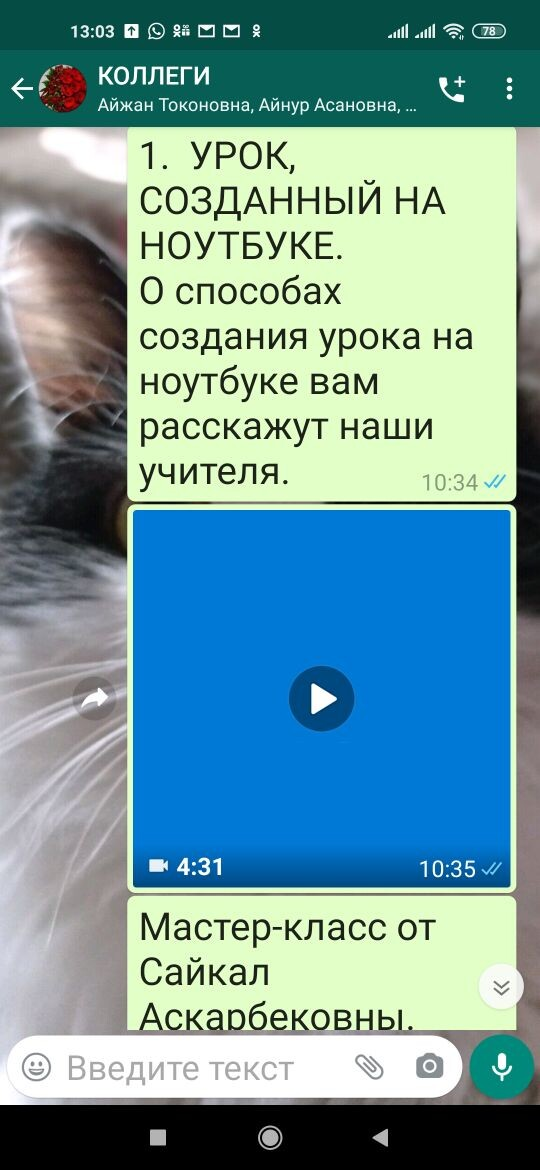 13:03
78
КОЛЛЕГИ
Айжан Токоновна, Айнур Асановна, ...
1. УРОК,
СОЗДАННЫЙ НА
НОУТБУКЕ.
О способах
создания урока на
ноутбуке вам
расскажут наши
учителя.
10:34
4:31
10:35
Мастер-класс от
Сайкал
Аскарбековны.
Введите текст